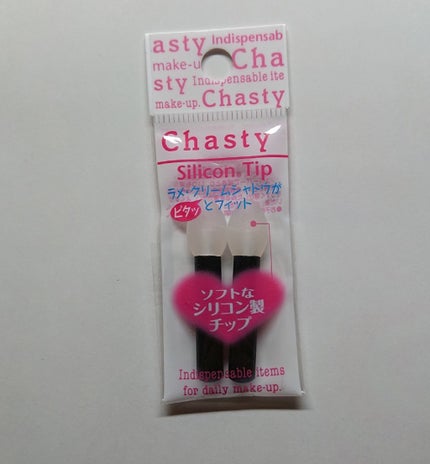 asty Indispensab
make-u Cha
sty Indispensable ite
make-up. Chasty
Chasty
Silicon Tip
ラメ・クリームシャドウが
ピタッ とフィット
ソフトな
シリコン製
チップ
Indispensable items
for daily make-up.